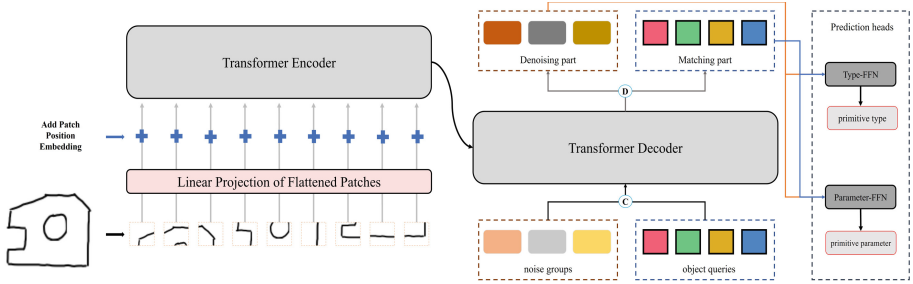 Transformer Encoder
Add Patch
Position
Embedding
Linear Projection of Flattened Patches
Denoising part
Matching part
D
Transformer Decoder
C
noise groups
object queries
Prediction heads
Type-FFN
primitive type
Parameter-FFN
primitive parameter